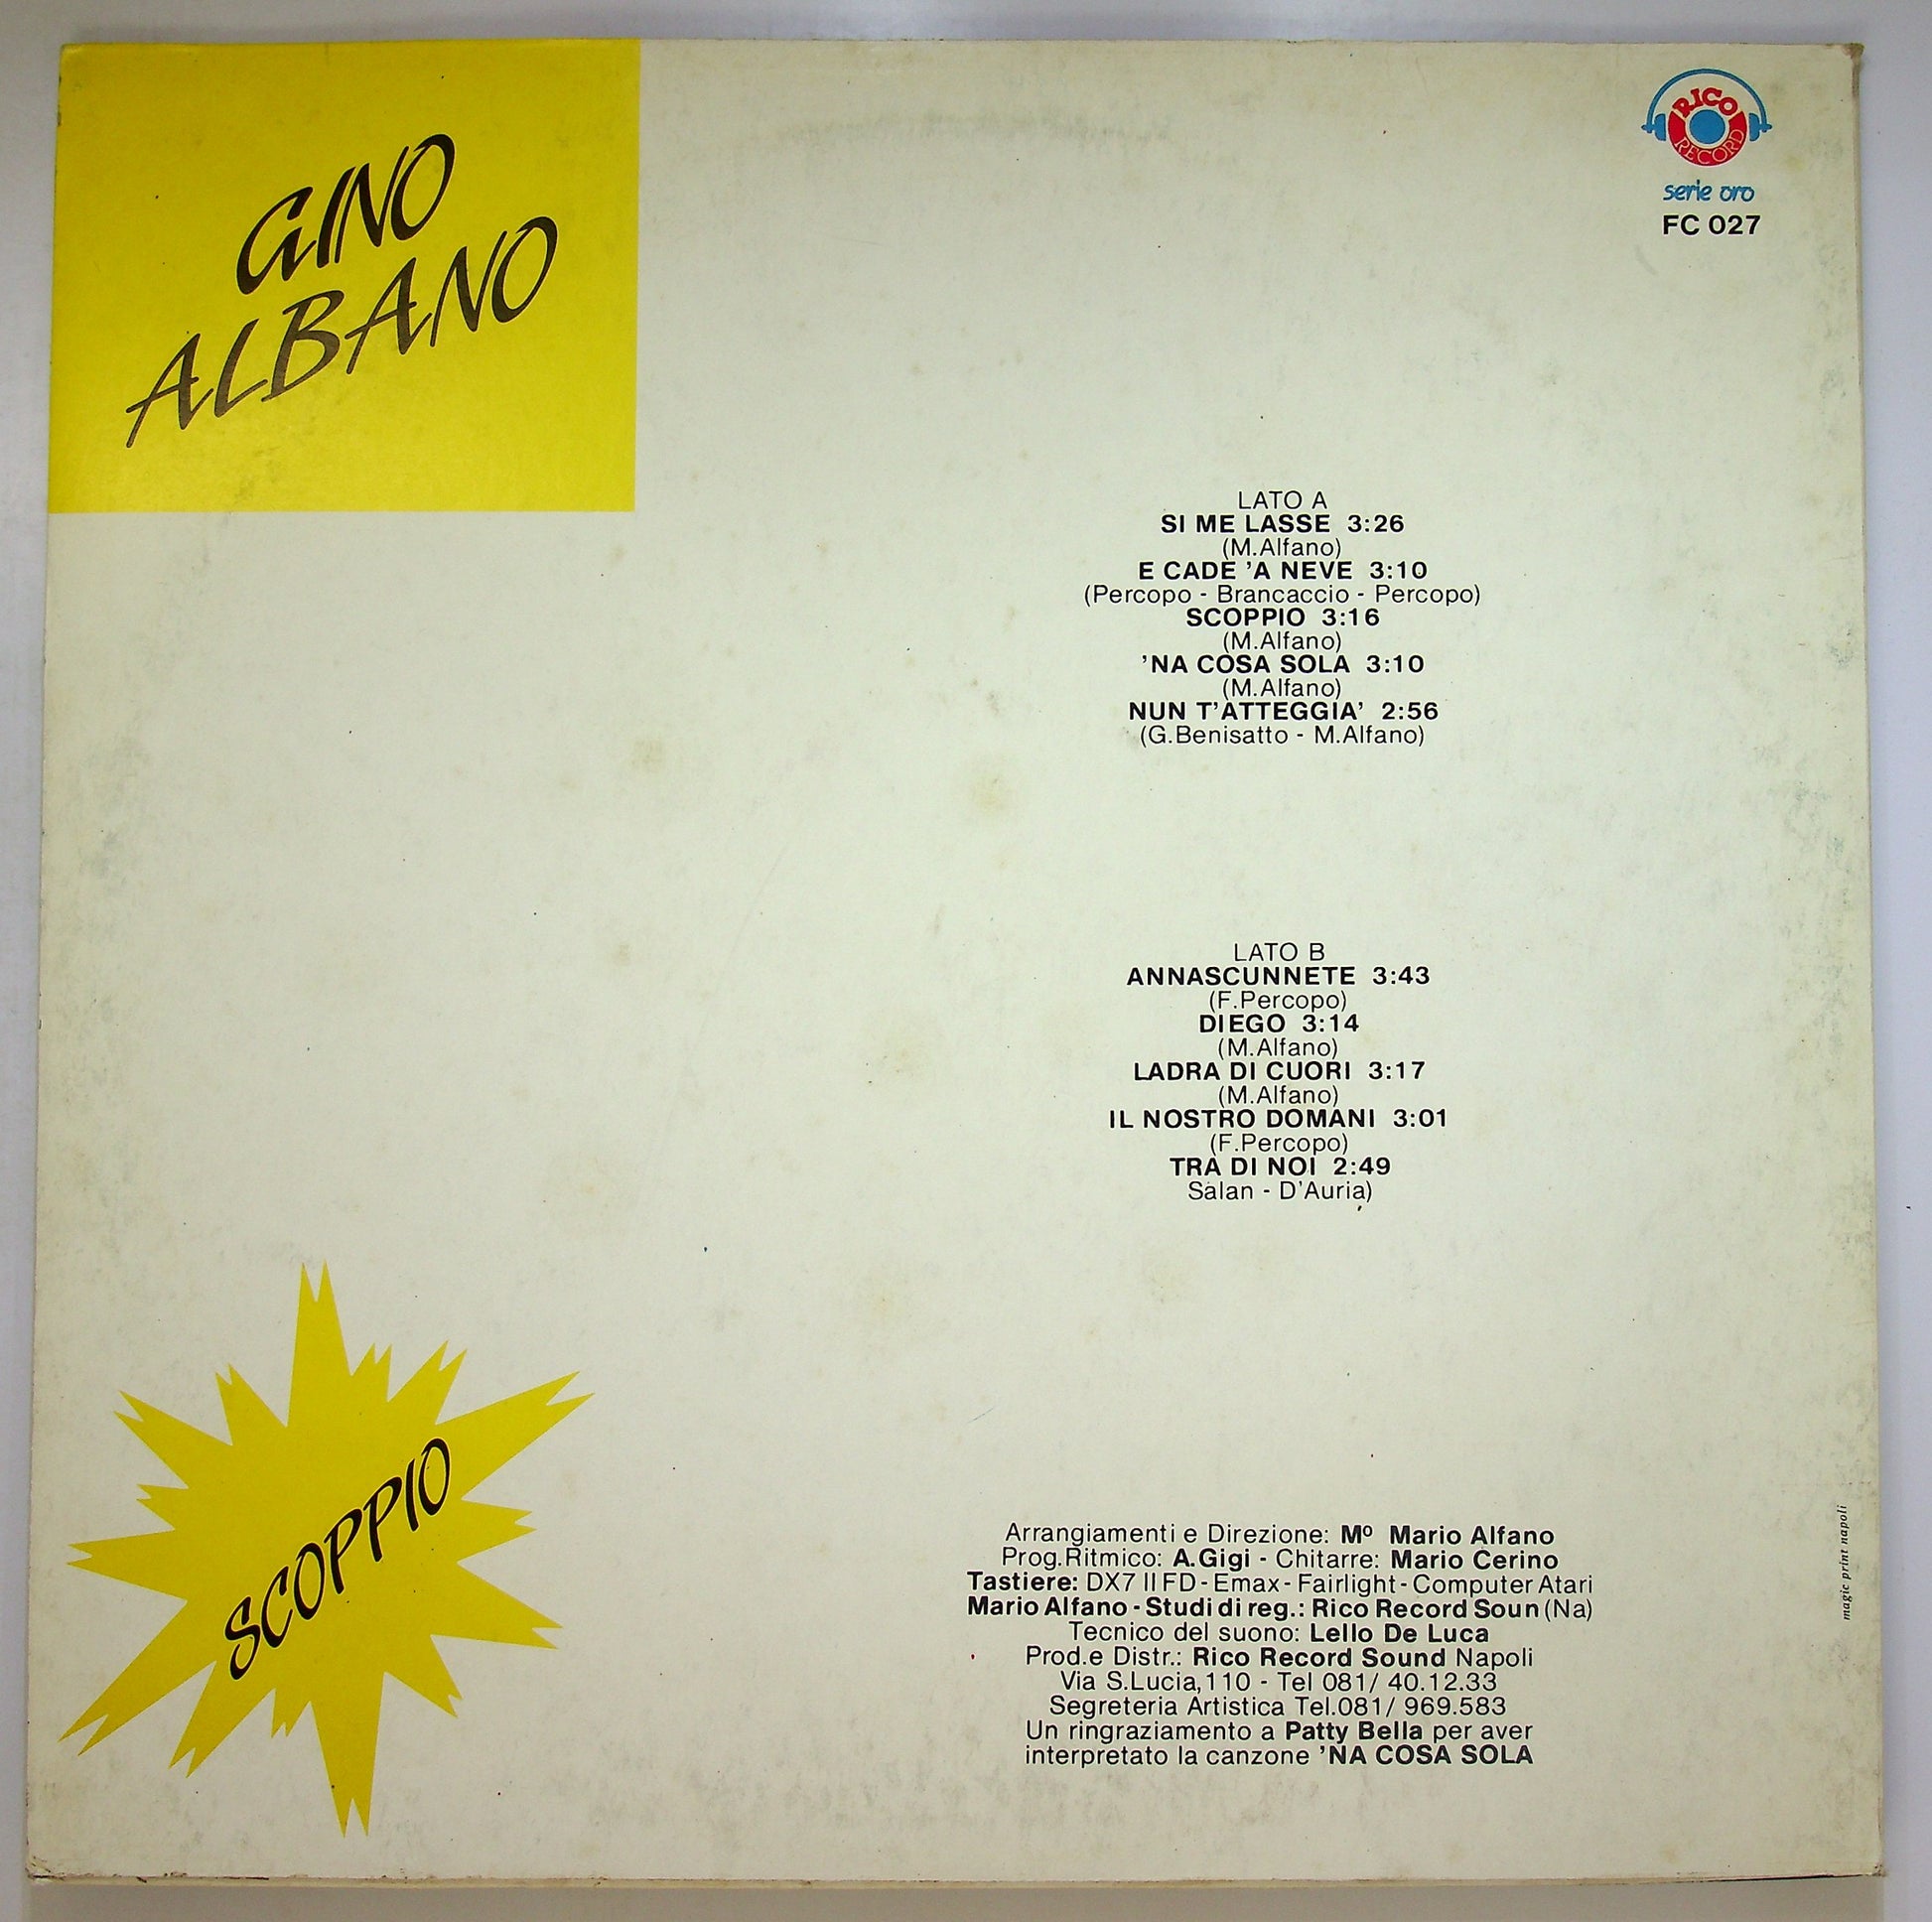 GINO
ALBANO
RICO
RECORD
serie oro
FC 027
LATO A
SI ME LASSE 3:26
(M.Alfano)
E CADE 'A NEVE 3:10
(Percopo - Brancaccio - Percopo)
SCOPPIO 3:16
(M.Alfano)
'NA COSA SOLA 3:10
(M.Alfano)
NUN T'ATTEGGIA' 2:56
(G.Benisatto - M.Alfano)
LATO B
ANNASCUNNETE 3:43
(F.Percopo)
DIEGO 3:14
(M.Alfano)
LADRA DI CUORI 3:17
(M.Alfano)
IL NOSTRO DOMANI 3:01
(F.Percopo)
TRA DI NOI 2:49
Salan - D'Auria)
SCOPPIO
Arrangiamenti e Direzione: Mº Mario Alfano
Prog.Ritmico: A.Gigi - Chitarre: Mario Cerino
Tastiere: DX7 II FD - Emax - Fairlight - Computer Atari
Mario Alfano - Studi di reg.: Rico Record Soun (Na)
Tecnico del suono: Lello De Luca
Prod.e Distr.: Rico Record Sound Napoli
Via S.Lucia,110 - Tel 081/ 40.12.33
Segreteria Artistica Tel.081/ 969.583
Un ringraziamento a Patty Bella per aver
interpretato la canzone 'NA COSA SOLA
magic print napoli